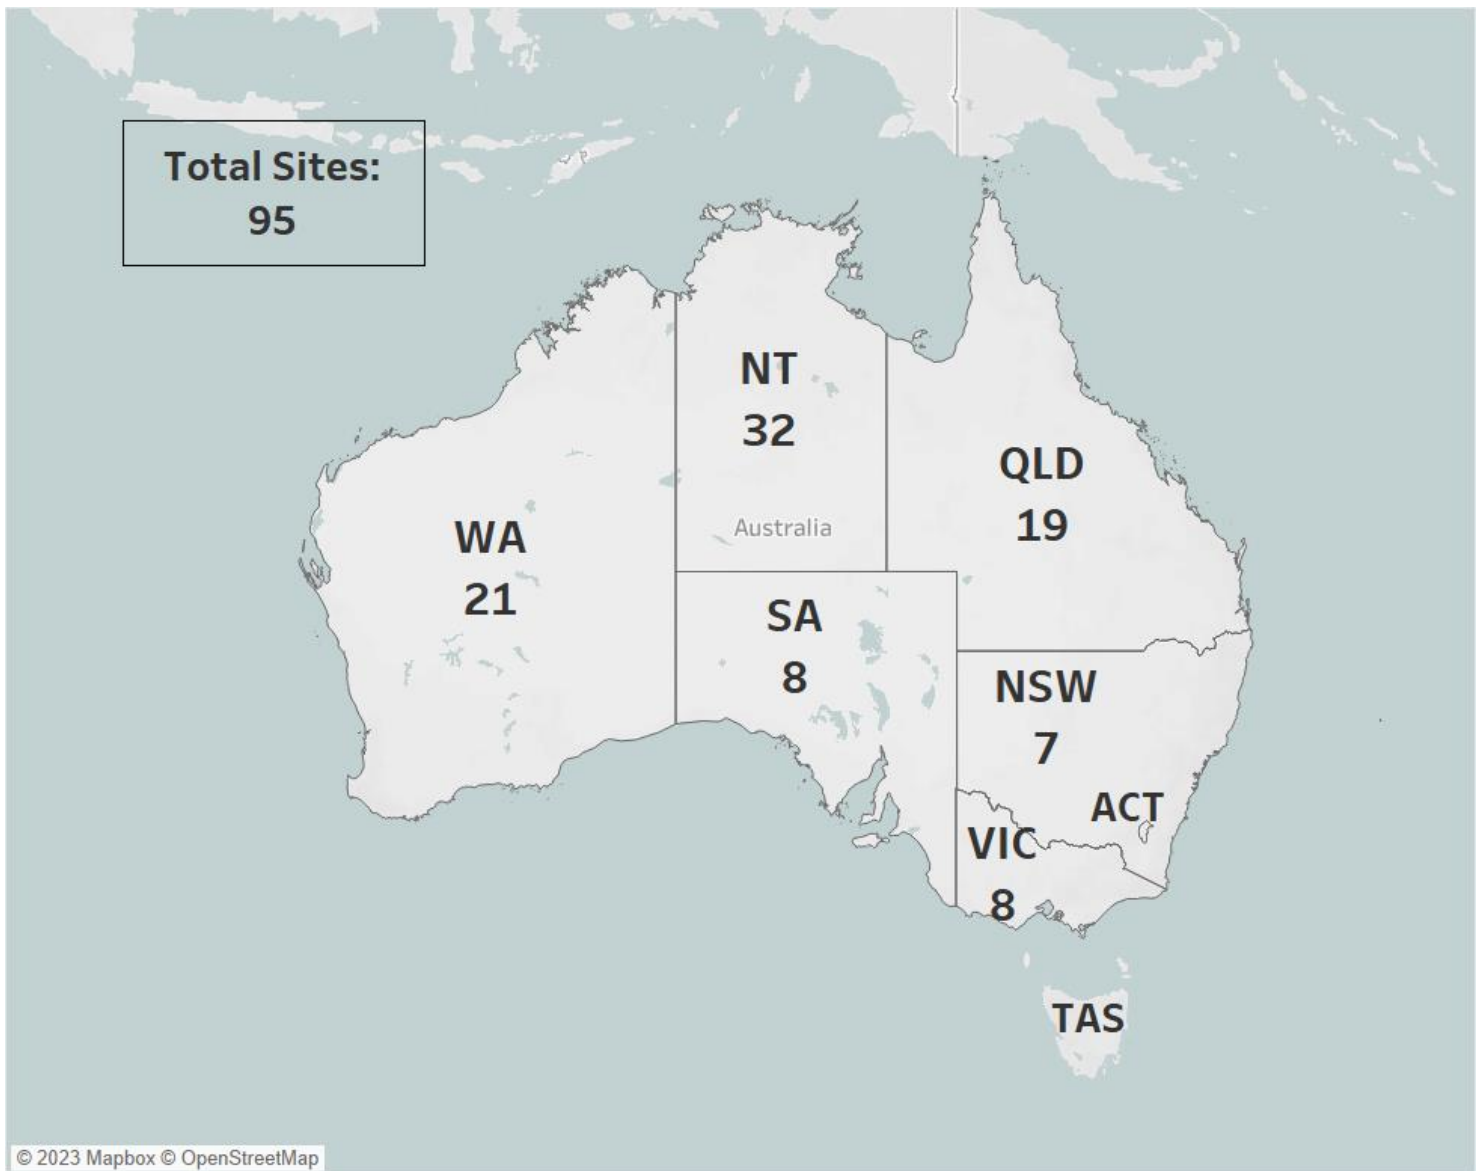 Total Sites:
95
NT
32
QLD
19
Australia
WA
21
SA
8
NSW
7
ACT
VIC
8
TAS
© 2023 Mapbox © OpenStreetMap